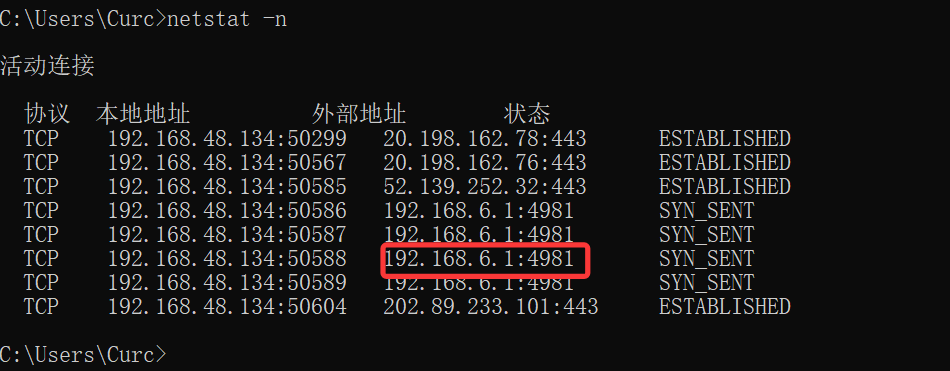 C:\Users\Curc>netstat -n
活动连接
协议 本地地址 外部地址 状态
TCP 192.168.48.134:50299 20.198.162.78:443 ESTABLISHED
TCP 192.168.48.134:50567 20.198.162.76:443 ESTABLISHED
TCP 192.168.48.134:50585 52.139.252.32:443 ESTABLISHED
TCP 192.168.48.134:50586 192.168.6.1:4981 SYN_SENT
TCP 192.168.48.134:50587 192.168.6.1:4981 SYN_SENT
TCP 192.168.48.134:50588 192.168.6.1:4981 SYN_SENT
TCP 192.168.48.134:50589 192.168.6.1:4981 SYN_SENT
TCP 192.168.48.134:50604 202.89.233.101:443 ESTABLISHED
C:\Users\Curc>